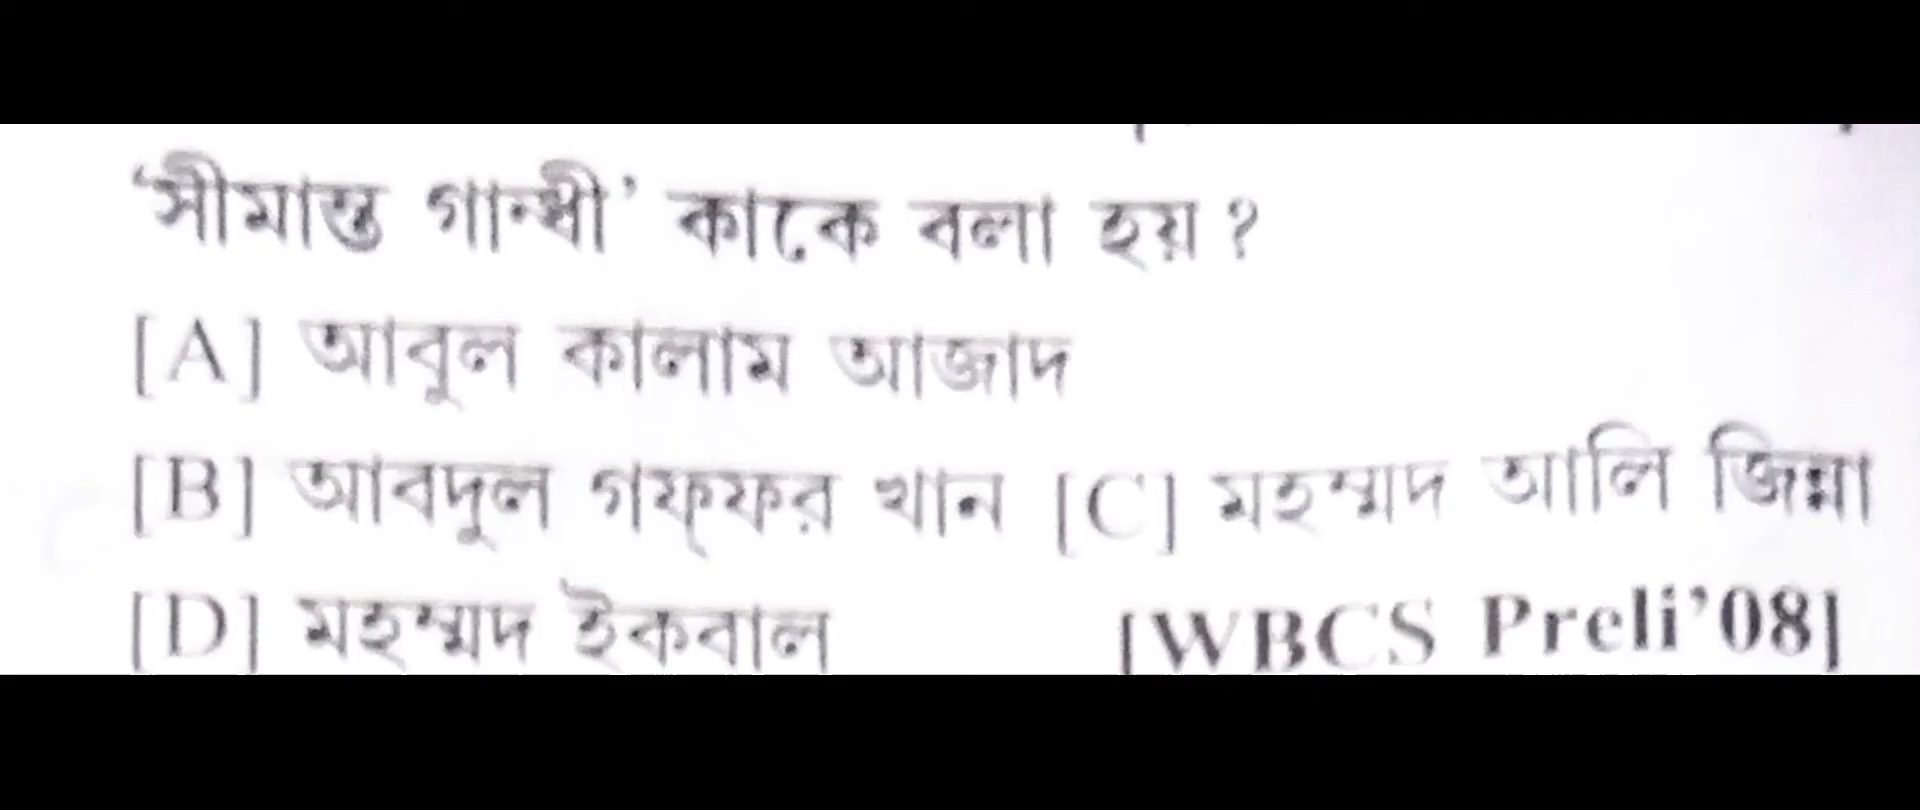 ‘সীমান্ত গান্ধী’ কাকে বলা হয় ?
[A] আবুল কালাম আজাদ
[B] আবদুল গফ্ফর খান [C] মহম্মদ আলি জিন্না
[D] মহম্মদ ইকবাল [WBCS Preli’08]